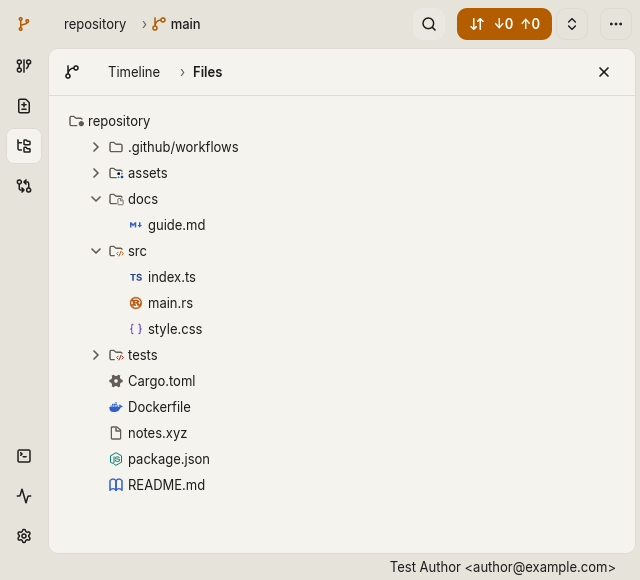 repository › main ↓0 ↑0
Timeline › Files
repository
.github/workflows
assets
docs
guide.md
src
TS index.ts
main.rs
{ } style.css
tests
Cargo.toml
Dockerfile
notes.xyz
package.json
README.md
Test Author <author@example.com>